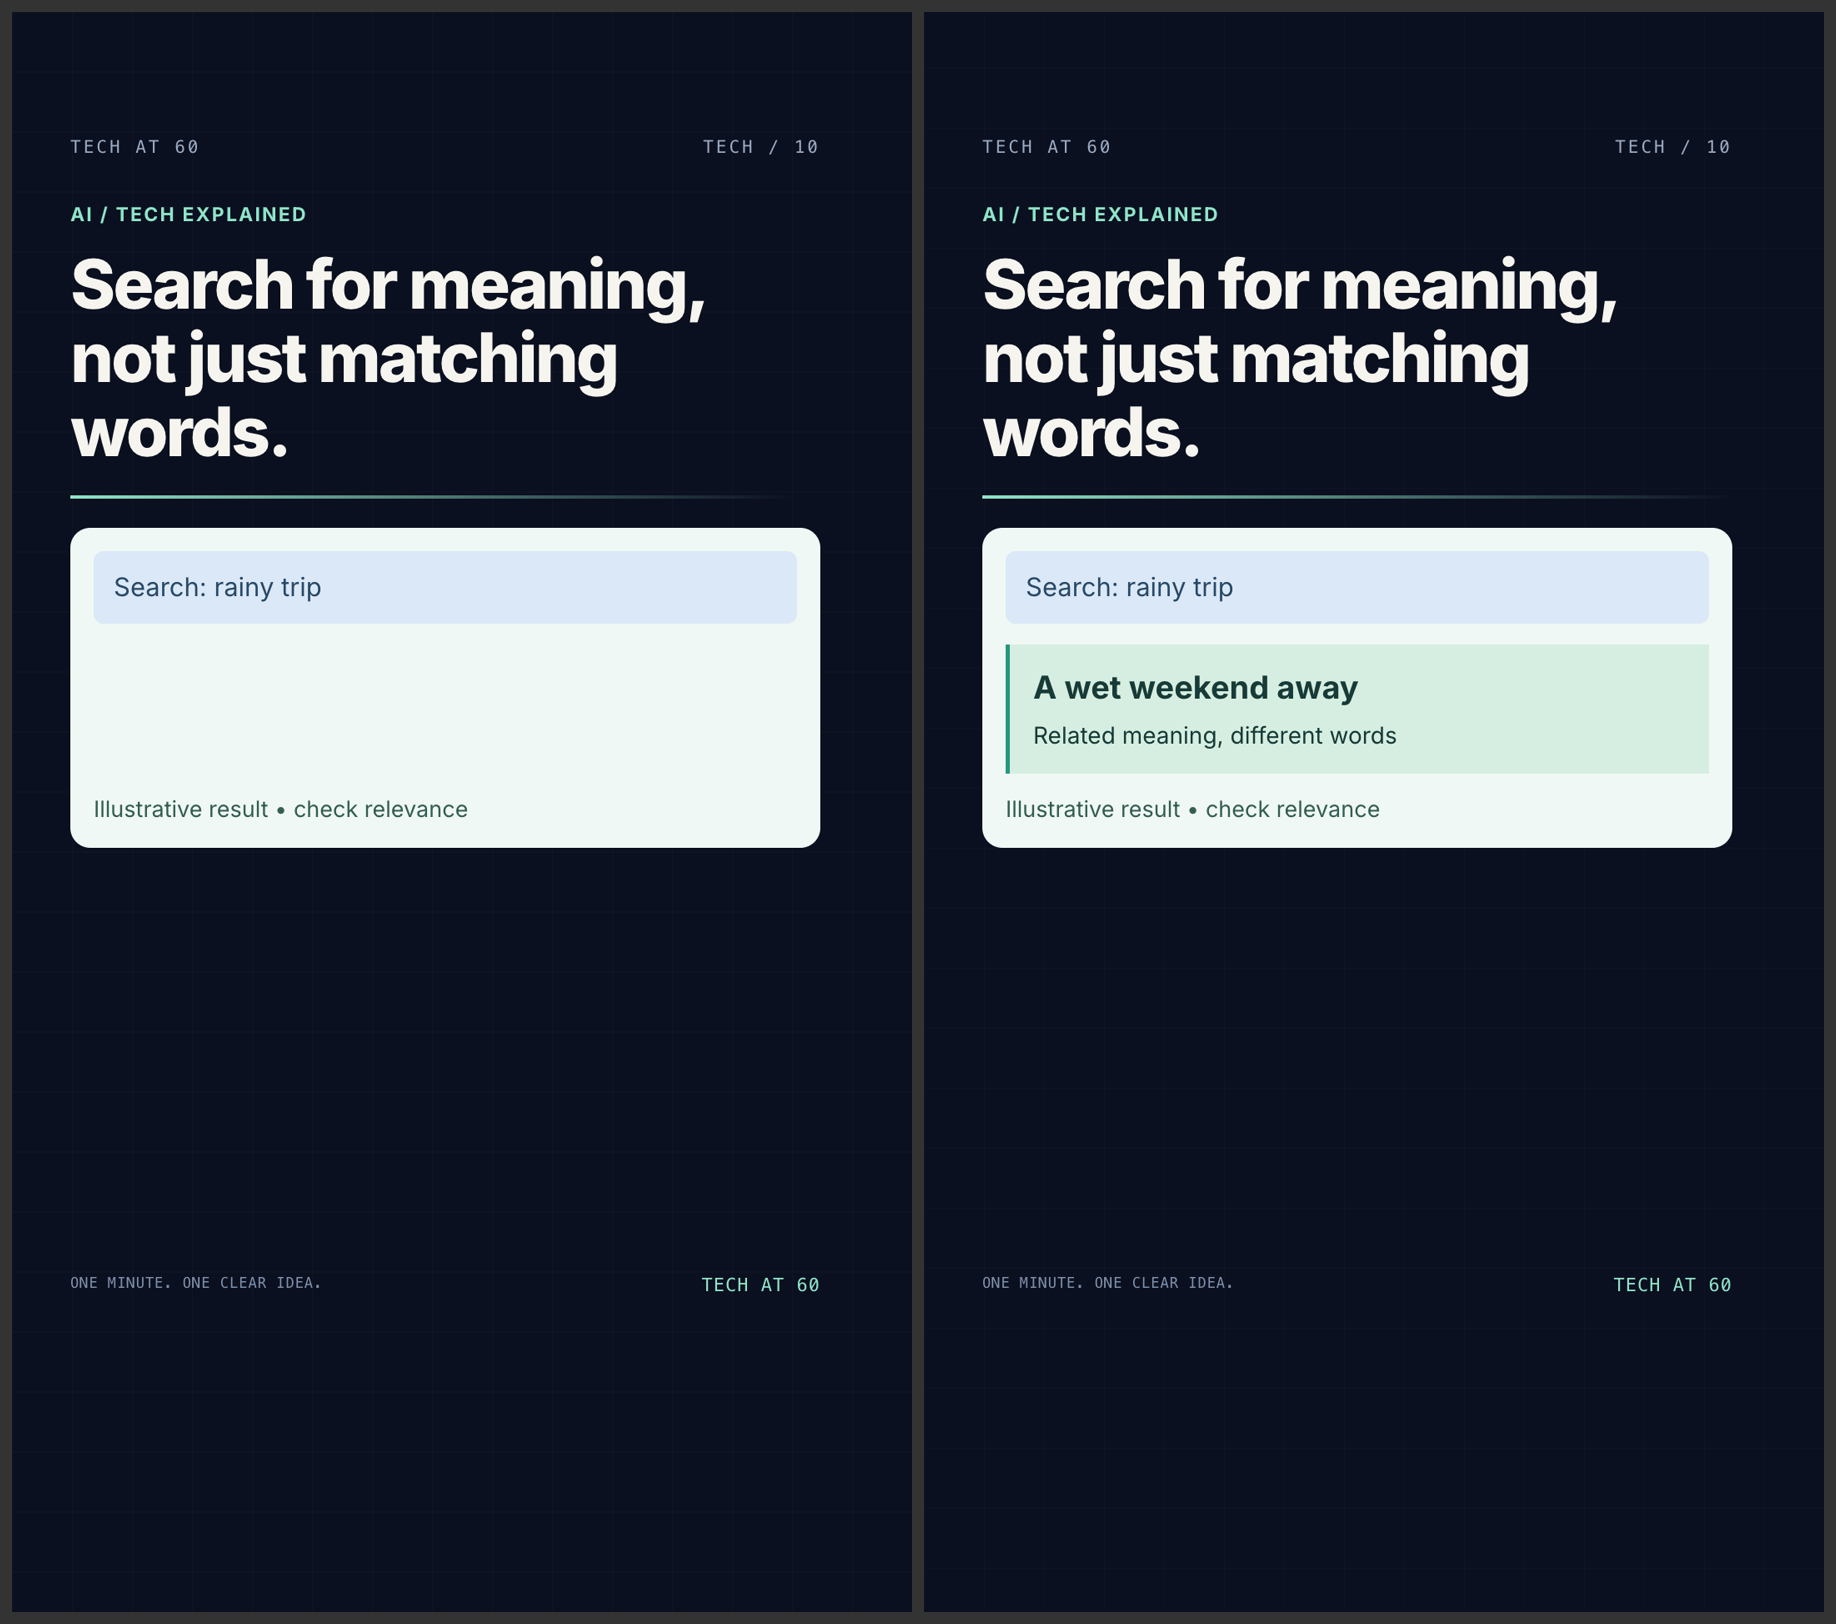 TECH AT 60
TECH / 10
AI / TECH EXPLAINED
Search for meaning,
not just matching
words.
Search: rainy trip
Illustrative result • check relevance
ONE MINUTE. ONE CLEAR IDEA.
TECH AT 60
TECH AT 60
TECH / 10
AI / TECH EXPLAINED
Search for meaning,
not just matching
words.
Search: rainy trip
A wet weekend away
Related meaning, different words
Illustrative result • check relevance
ONE MINUTE. ONE CLEAR IDEA.
TECH AT 60